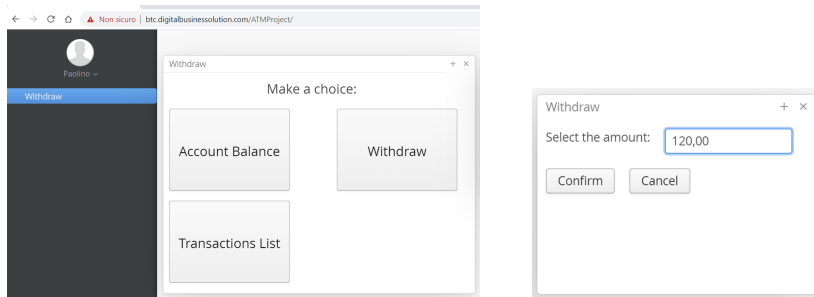 Non sicuro | btc.digitalbusinessolution.com/ATMProject/
Paolino
Withdraw
Withdraw
Make a choice:
Account Balance
Withdraw
Transactions List
Withdraw
Select the amount: 120,00
Confirm Cancel